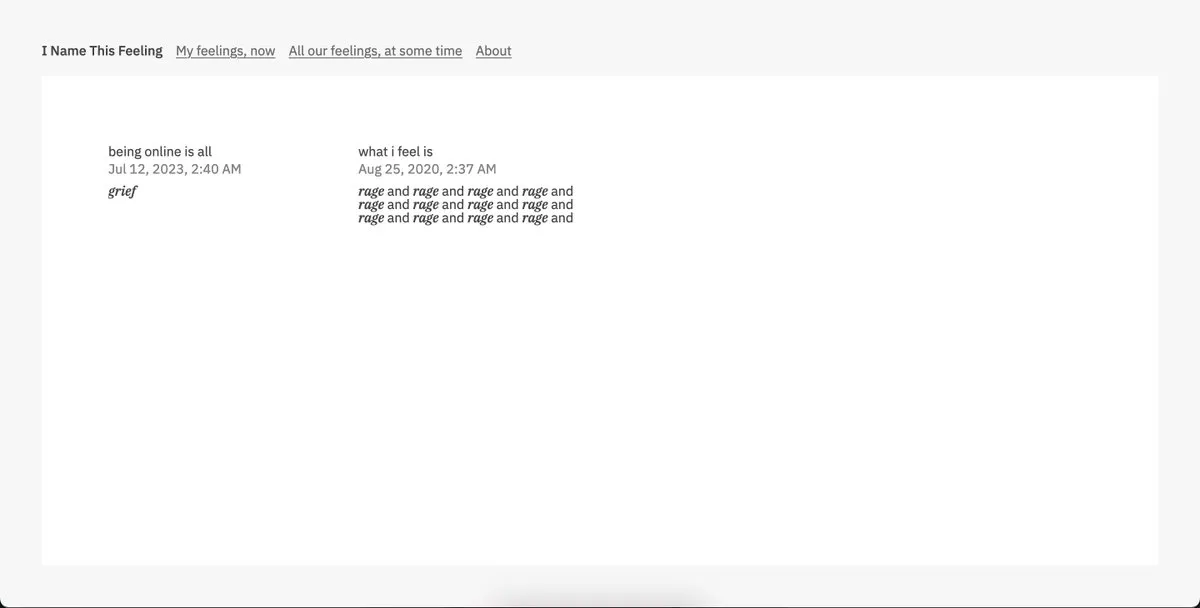 I Name This Feeling My feelings, now All our feelings, at some time About
being online is all
Jul 12, 2023, 2:40 AM
grief
what i feel is
Aug 25, 2020, 2:37 AM
rage and rage and rage and rage and
rage and rage and rage and rage and
rage and rage and rage and rage and